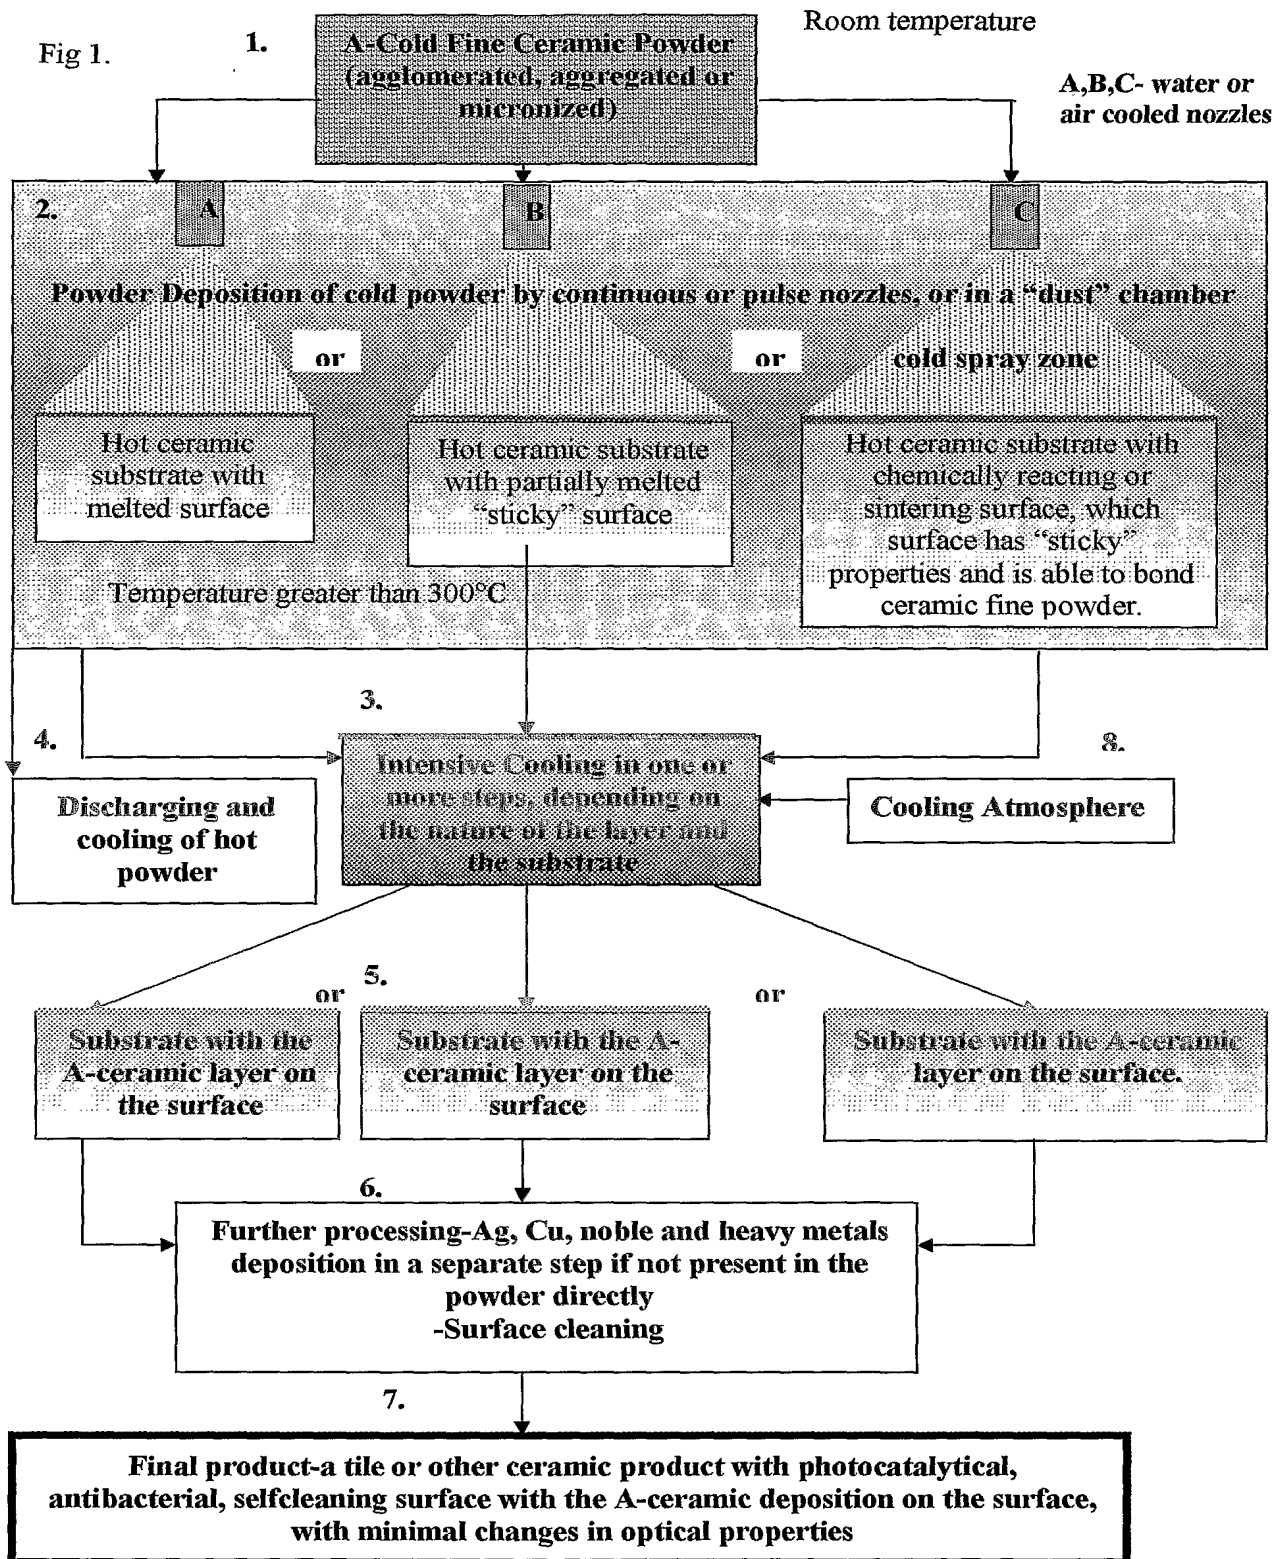 Fig 1.
1.
Room temperature
A-Cold Fine Ceramic Powder
(agglomerated, aggregated or
micronized)
A,B,C- water or
air cooled nozzles
2.
A
B
C
Powder Deposition of cold powder by continuous or pulse nozzles, or in a “dust” chamber
or
or
cold spray zone
Hot ceramic
substrate with
melted surface
Hot ceramic substrate
with partially melted
“sticky” surface
Hot ceramic substrate with
chemically reacting or
sintering surface, which
surface has “sticky”
properties and is able to bond
ceramic fine powder.
Temperature greater than 300°C
3.
4.
8.
Intensive Cooling in one or
more steps, depending on
the nature of the layer and
the substrate
Discharging and
cooling of hot
powder
Cooling Atmosphere
5.
or
or
Substrate with the
A-ceramic layer on
the surface
Substrate with the A-
ceramic layer on the
surface
Substrate with the A-ceramic
layer on the surface.
6.
Further processing-Ag, Cu, noble and heavy metals
deposition in a separate step if not present in the
powder directly
-Surface cleaning
7.
Final product-a tile or other ceramic product with photocatalytical,
antibacterial, selfcleaning surface with the A-ceramic deposition on the surface,
with minimal changes in optical properties